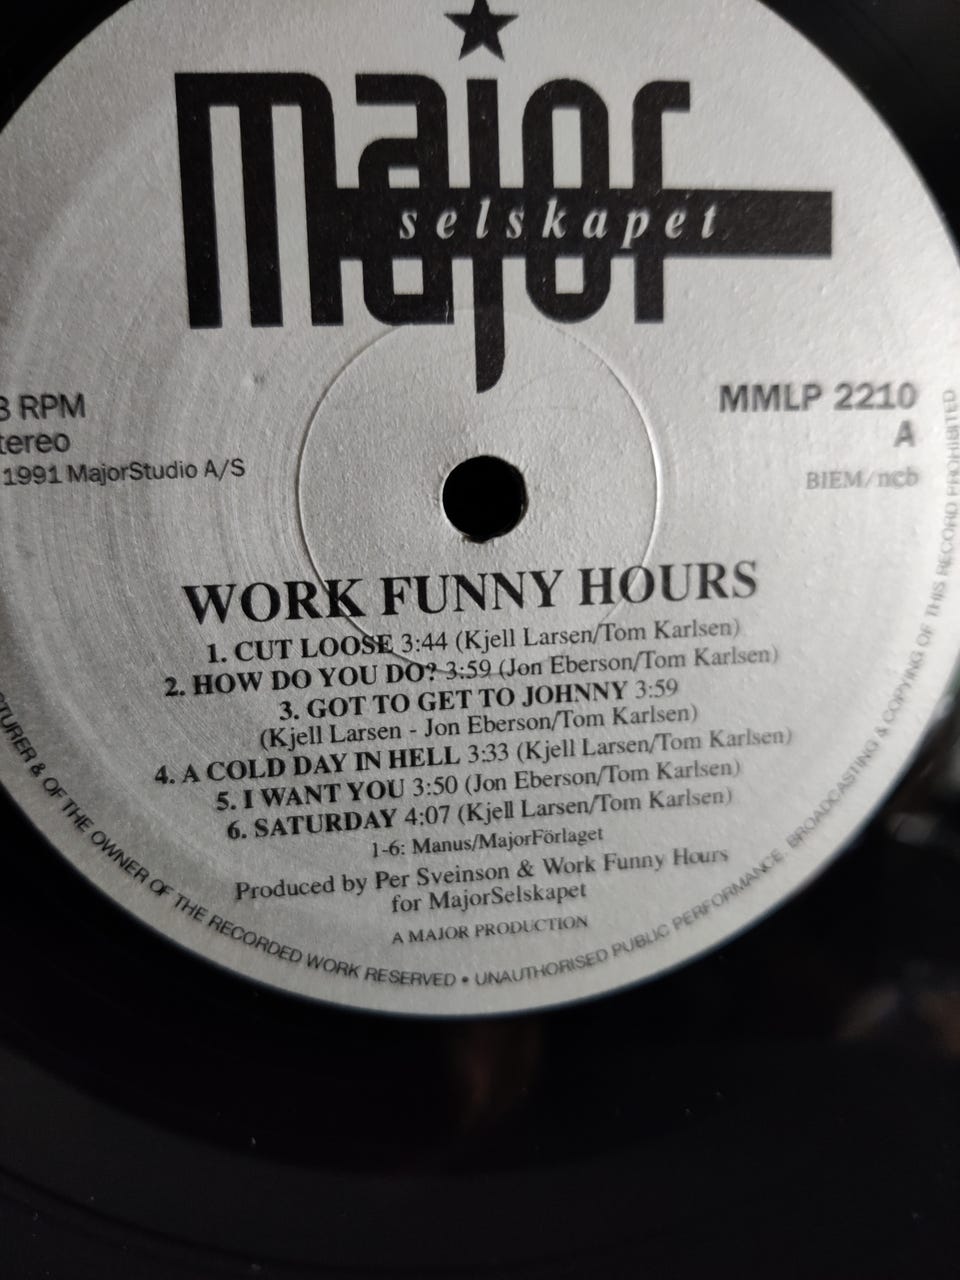 major
selskapet
3 RPM
tereo
1991 MajorStudio A/S
MMLP 2210
A
BIEM/ncb
WORK FUNNY HOURS
1. CUT LOOSE 3:44 (Kjell Larsen/Tom Karlsen)
2. HOW DO YOU DO? 3:59 (Jon Eberson/Tom Karlsen)
3. GOT TO GET TO JOHNNY 3:59
(Kjell Larsen - Jon Eberson/Tom Karlsen)
4. A COLD DAY IN HELL 3:33 (Kjell Larsen/Tom Karlsen)
5. I WANT YOU 3:50 (Jon Eberson/Tom Karlsen)
6. SATURDAY 4:07 (Kjell Larsen/Tom Karlsen)
1-6: Manus/MajorFörlaget
Produced by Per Sveinson & Work Funny Hours
for MajorSelskapet
A MAJOR PRODUCTION
CTURER & OF THE OWNER OF THE RECORDED WORK RESERVED • UNAUTHORISED PUBLIC PERFORMANCE. BROADCASTING & COPYING OF THIS RECORD PROHIBITED